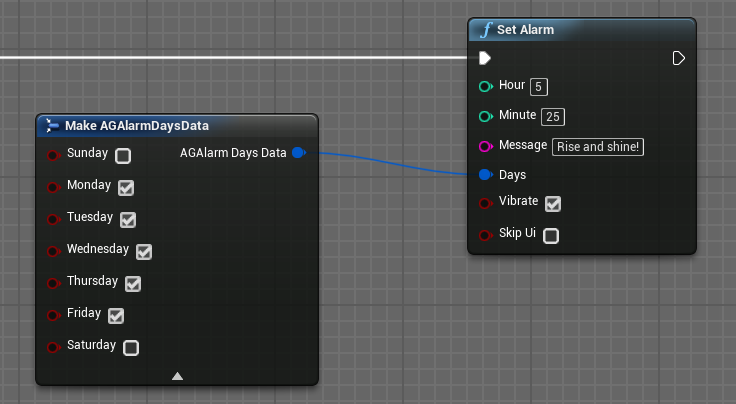 Set Alarm
Hour 5
Minute 25
Message Rise and shine!
Days
Vibrate
Skip Ui
Make AGAlarmDaysData
Sunday AGAlarm Days Data
Monday
Tuesday
Wednesday
Thursday
Friday
Saturday